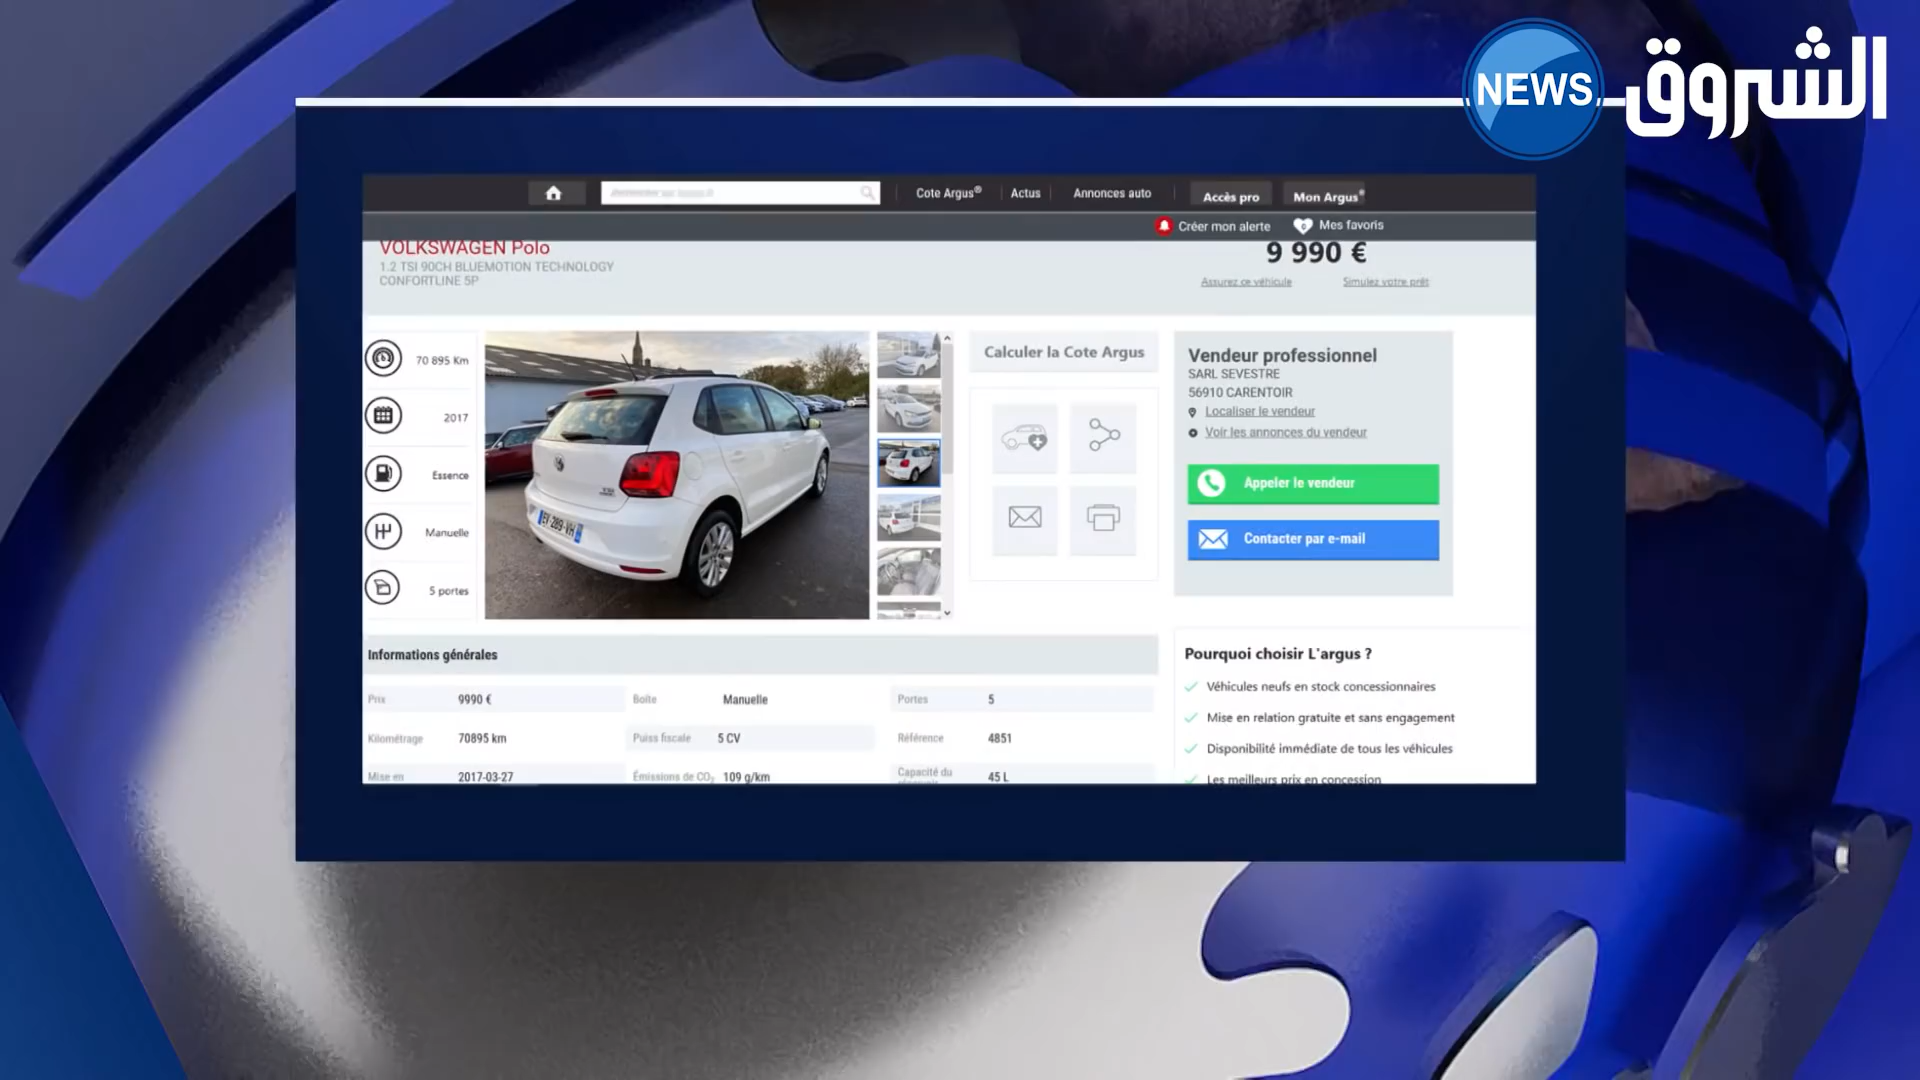 NEWS الشروق
Cote Argus®
Actus
Annonces auto
Accès pro
Mon Argus®
Créer mon alerte
Mes favoris
VOLKSWAGEN Polo
1.2 TSI 90CH BLUEMOTION TECHNOLOGY
CONFORTLINE 5P
9 990 €
Assurez ce véhicule
Simulez votre prêt
70 895 Km
2017
Essence
Manuelle
5 portes
EV-289-VH
Calculer la Cote Argus
Vendeur professionnel
SARL SEVESTRE
56910 CARENTOIR
Localiser le vendeur
Voir les annonces du vendeur
Appeler le vendeur
Contacter par e-mail
Informations générales
Prix 9990 € Boîte Manuelle Portes 5
Kilométrage 70895 km Puiss fiscale 5 CV Référence 4851
Mise en 2017-03-27 Émissions de CO₂ 109 g/km Capacité du 45 L
Pourquoi choisir L'argus ?
Véhicules neufs en stock concessionnaires
Mise en relation gratuite et sans engagement
Disponibilité immédiate de tous les véhicules
Les meilleurs prix en concession